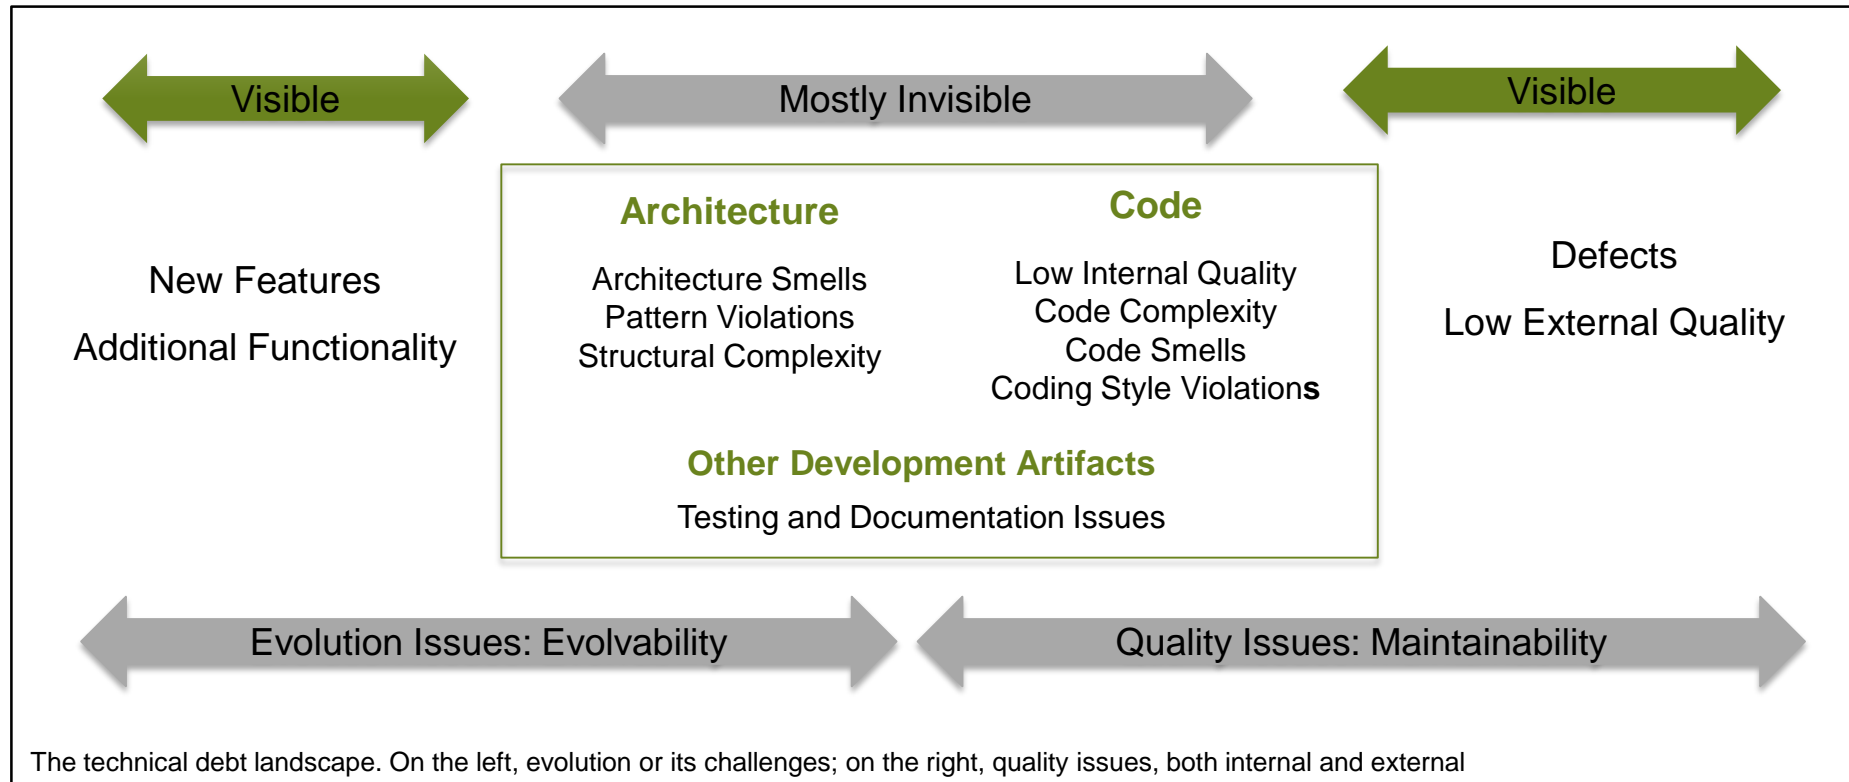 Visible
Mostly Invisible
Visible
New Features
Additional Functionality
Architecture
Architecture Smells
Pattern Violations
Structural Complexity
Code
Low Internal Quality
Code Complexity
Code Smells
Coding Style Violations
Other Development Artifacts
Testing and Documentation Issues
Defects
Low External Quality
Evolution Issues: Evolvability
Quality Issues: Maintainability
The technical debt landscape. On the left, evolution or its challenges; on the right, quality issues, both internal and external